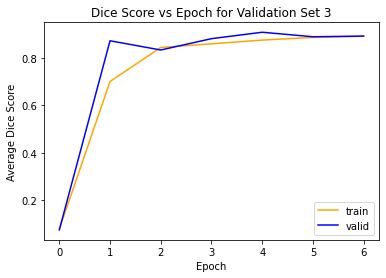 Dice Score vs Epoch for Validation Set 3
Average Dice Score
0.8
0.6
0.4
0.2
0 1 2 3 4 5 6
Epoch
train
valid